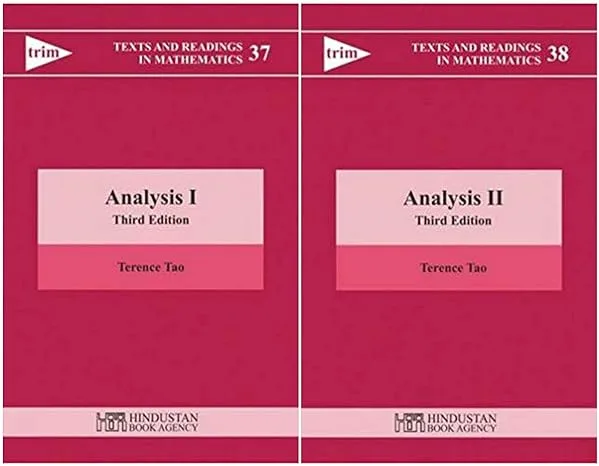 trim
TEXTS AND READINGS
IN MATHEMATICS 37
Analysis I
Third Edition
Terence Tao
HINDUSTAN
BOOK AGENCY
trim
TEXTS AND READINGS
IN MATHEMATICS 38
Analysis II
Third Edition
Terence Tao
HINDUSTAN
BOOK AGENCY